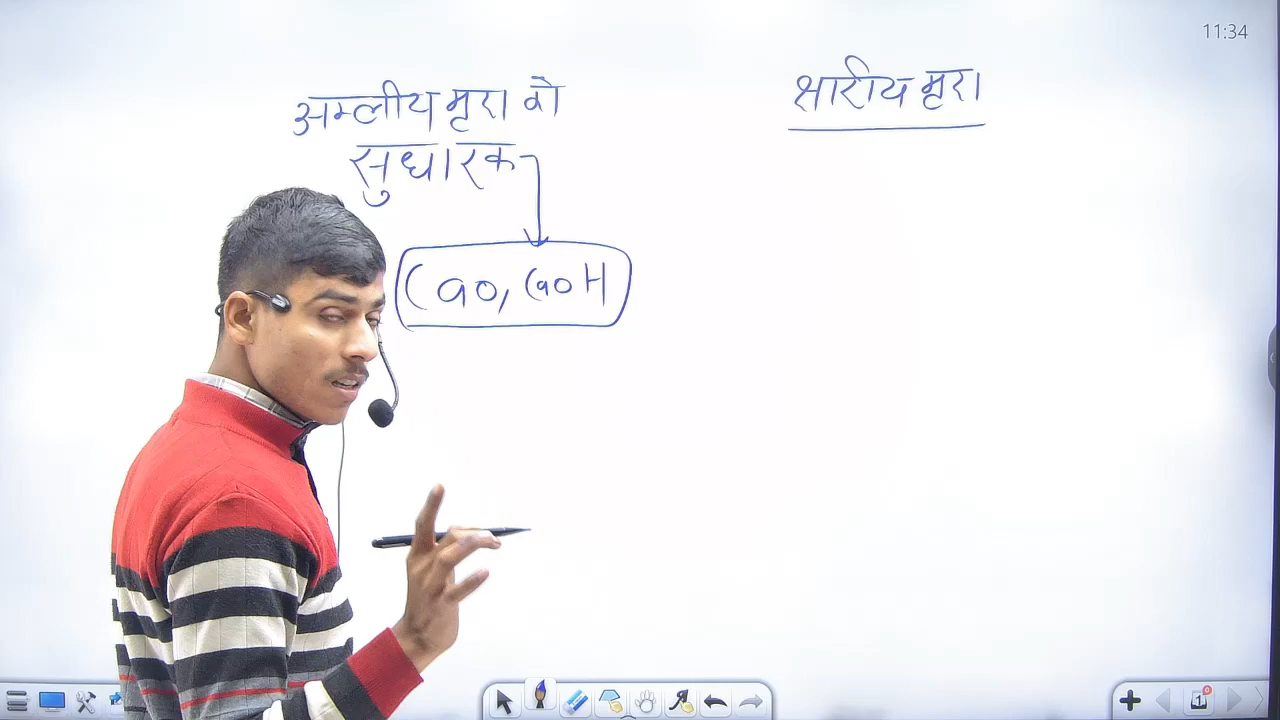 अम्लीय मृदा को
सुधारक
CaO, CaOH
क्षारीय मृदा
11:34